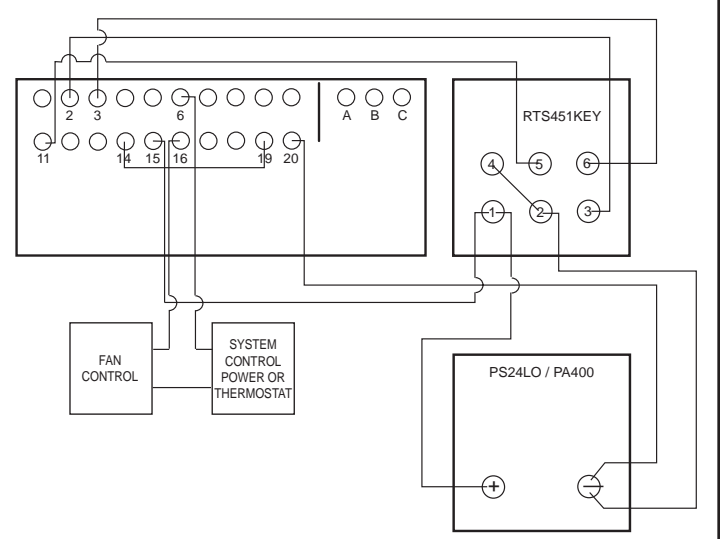 2 3 6 A B C
11 14 15 16 19 20
RTS451KEY
4 5 6
1 2 3
FAN
CONTROL
SYSTEM
CONTROL
POWER OR
THERMOSTAT
PS24LO / PA400
+ −